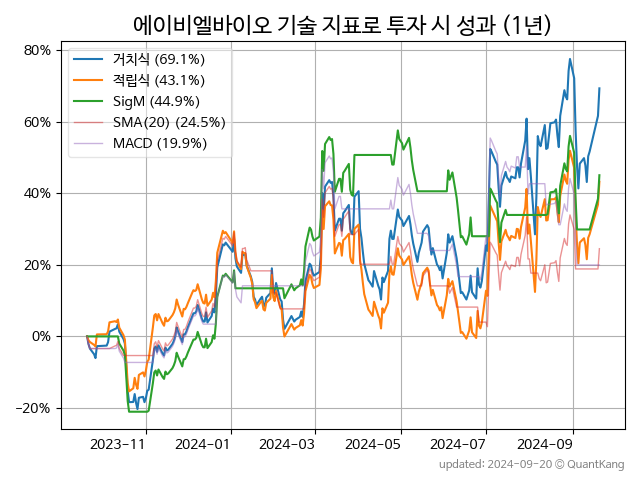 에이비엘바이오 기술 지표로 투자 시 성과 (1년)
거치식 (69.1%)
적립식 (43.1%)
SigM (44.9%)
SMA(20) (24.5%)
MACD (19.9%)
80%
60%
40%
20%
0%
−20%
2023-11
2024-01
2024-03
2024-05
2024-07
2024-09
updated: 2024-09-20 © QuantKang